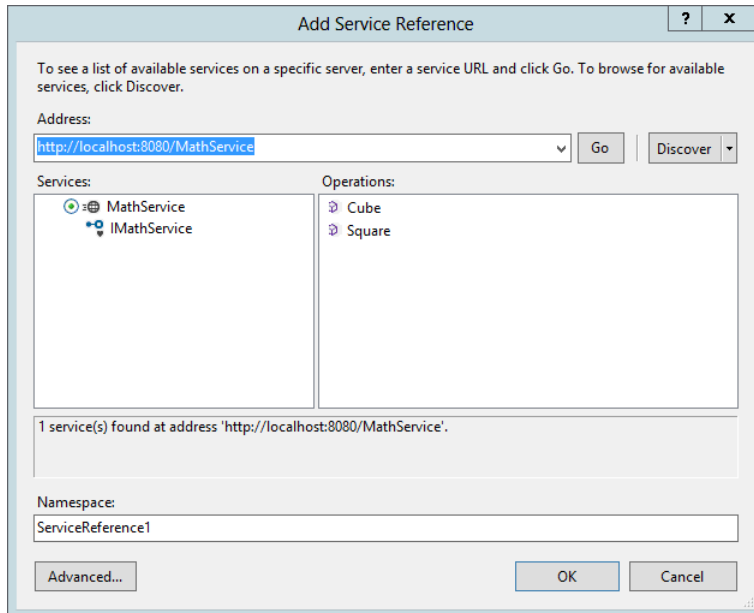 Add Service Reference
? x
To see a list of available services on a specific server, enter a service URL and click Go. To browse for available
services, click Discover.
Address:
http://localhost:8080/MathService Go Discover
Services: Operations:
MathService Cube
IMathService Square
1 service(s) found at address 'http://localhost:8080/MathService'.
Namespace:
ServiceReference1
Advanced... OK Cancel